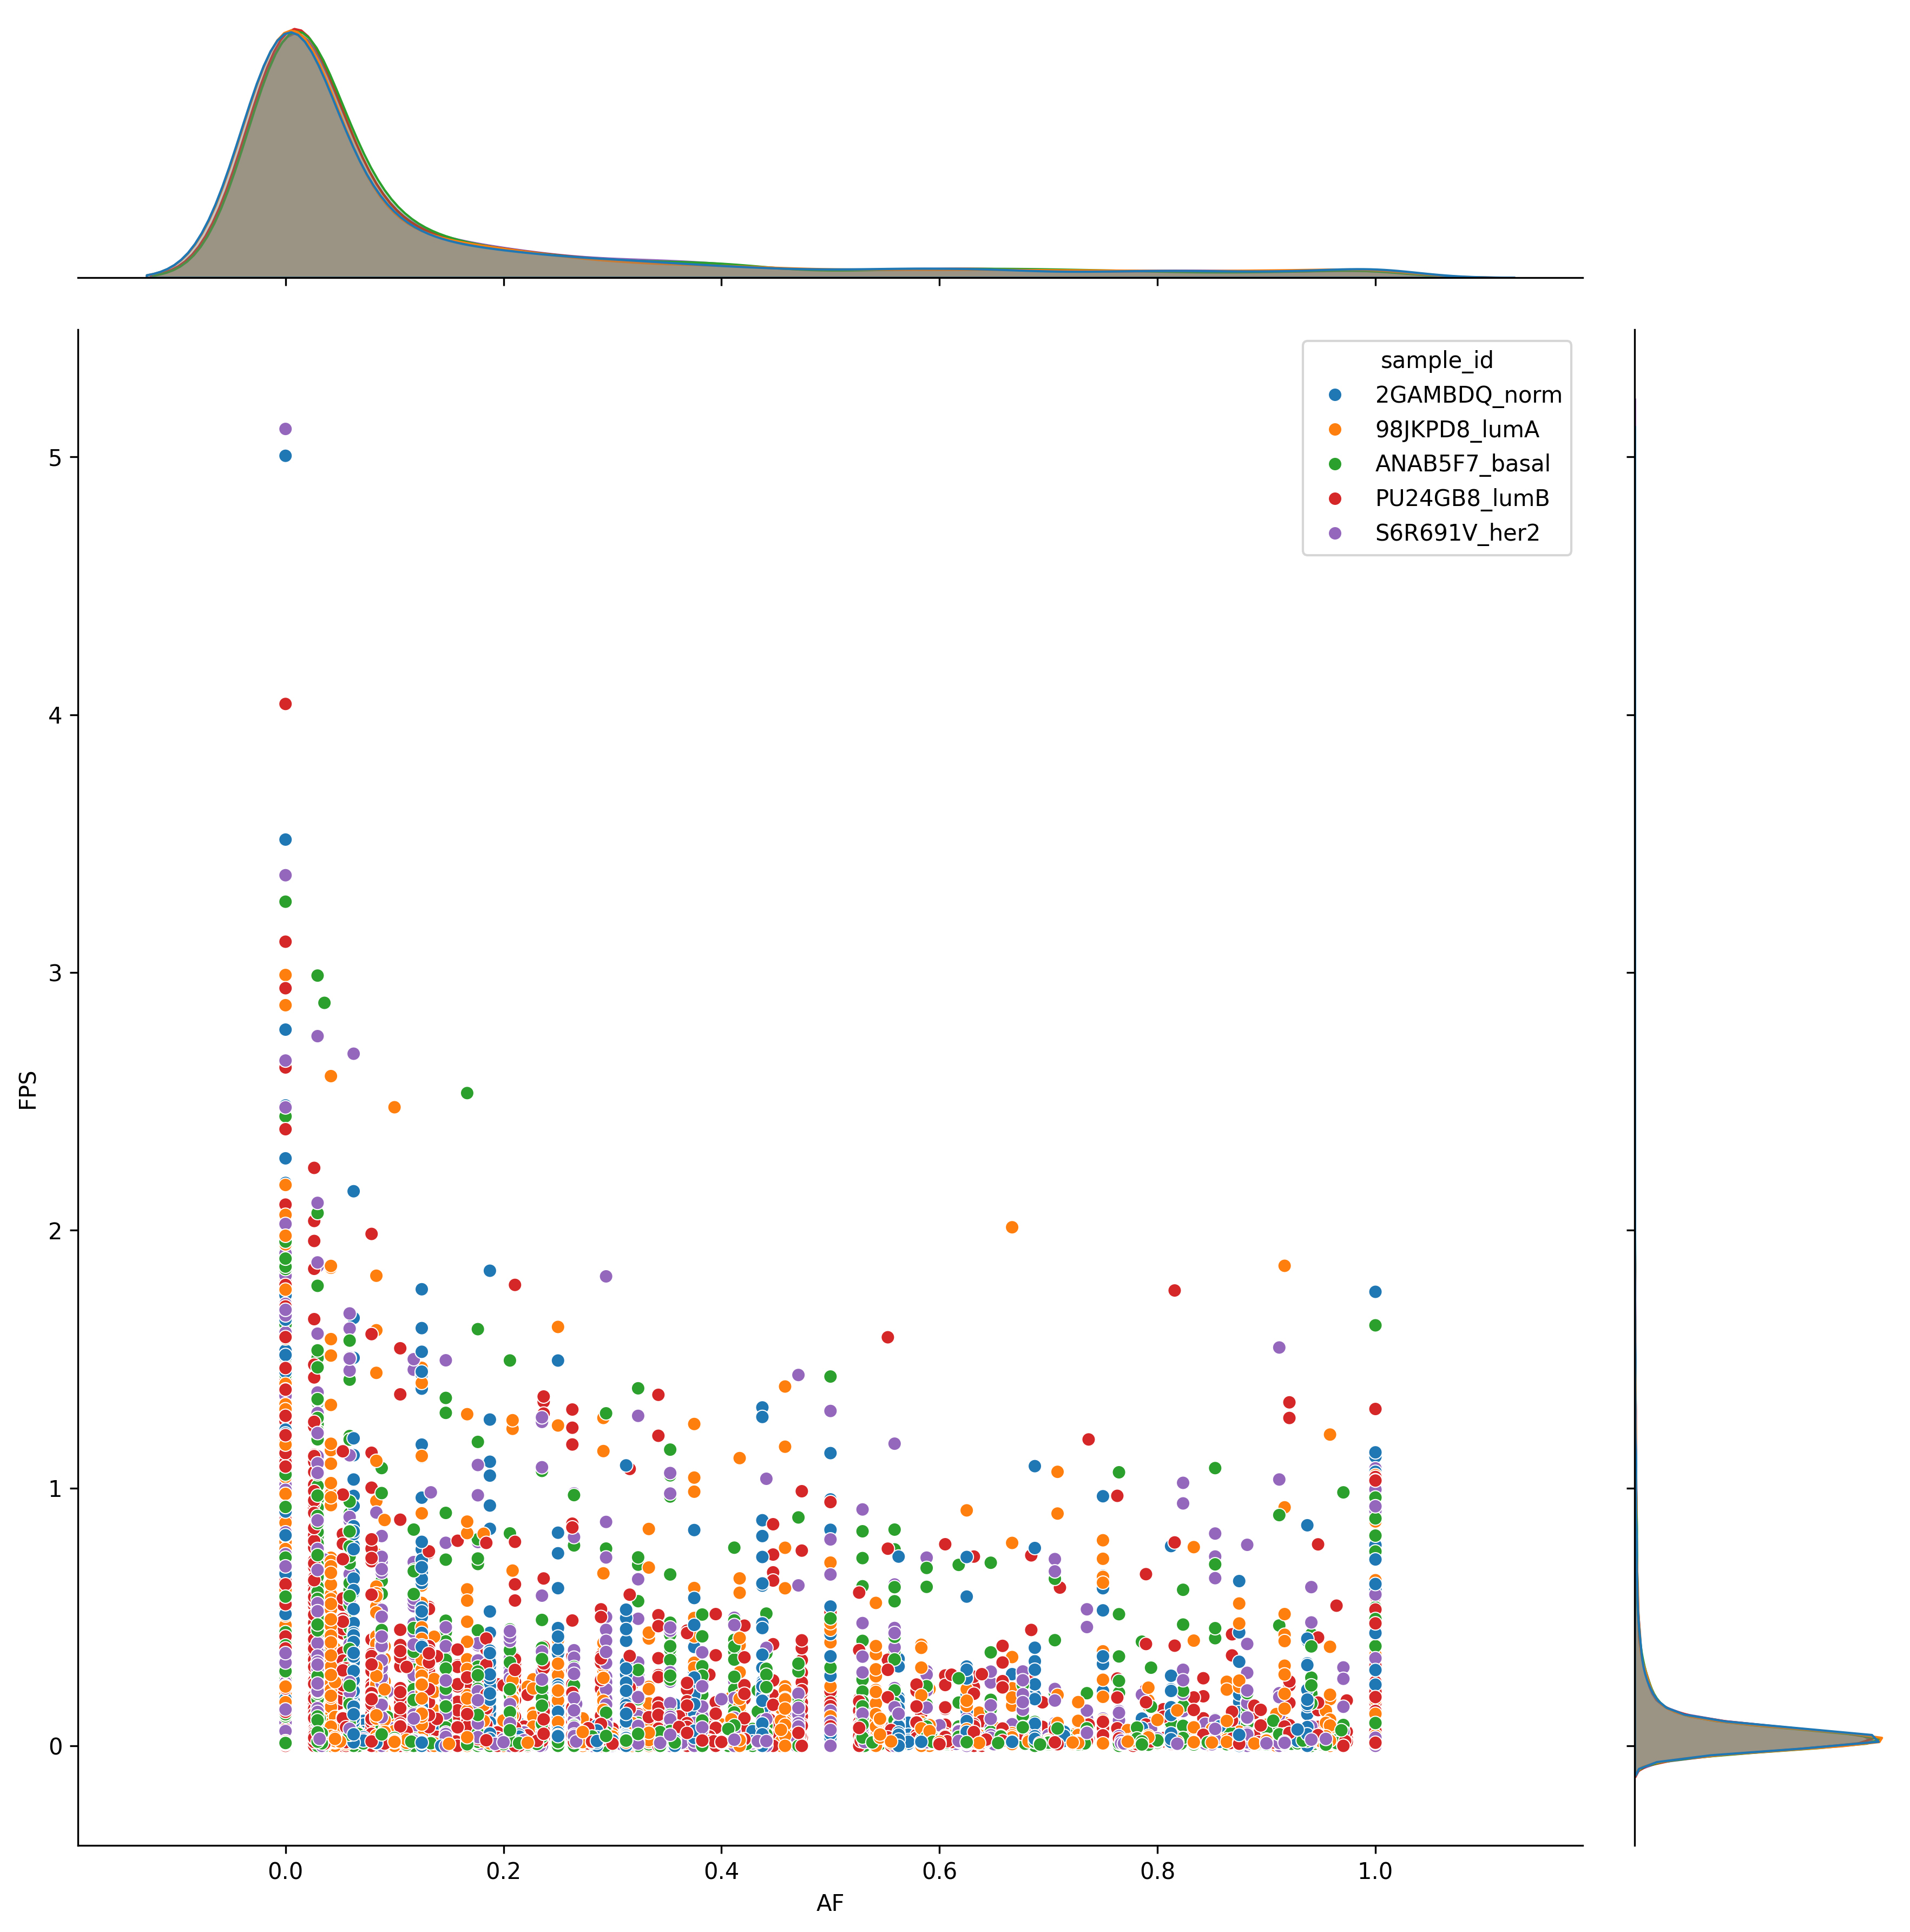 sample_id
2GAMBDQ_norm
98JKPD8_lumA
ANAB5F7_basal
PU24GB8_lumB
S6R691V_her2
5
4
3
2
1
0
FPS
0.0 0.2 0.4 0.6 0.8 1.0
AF